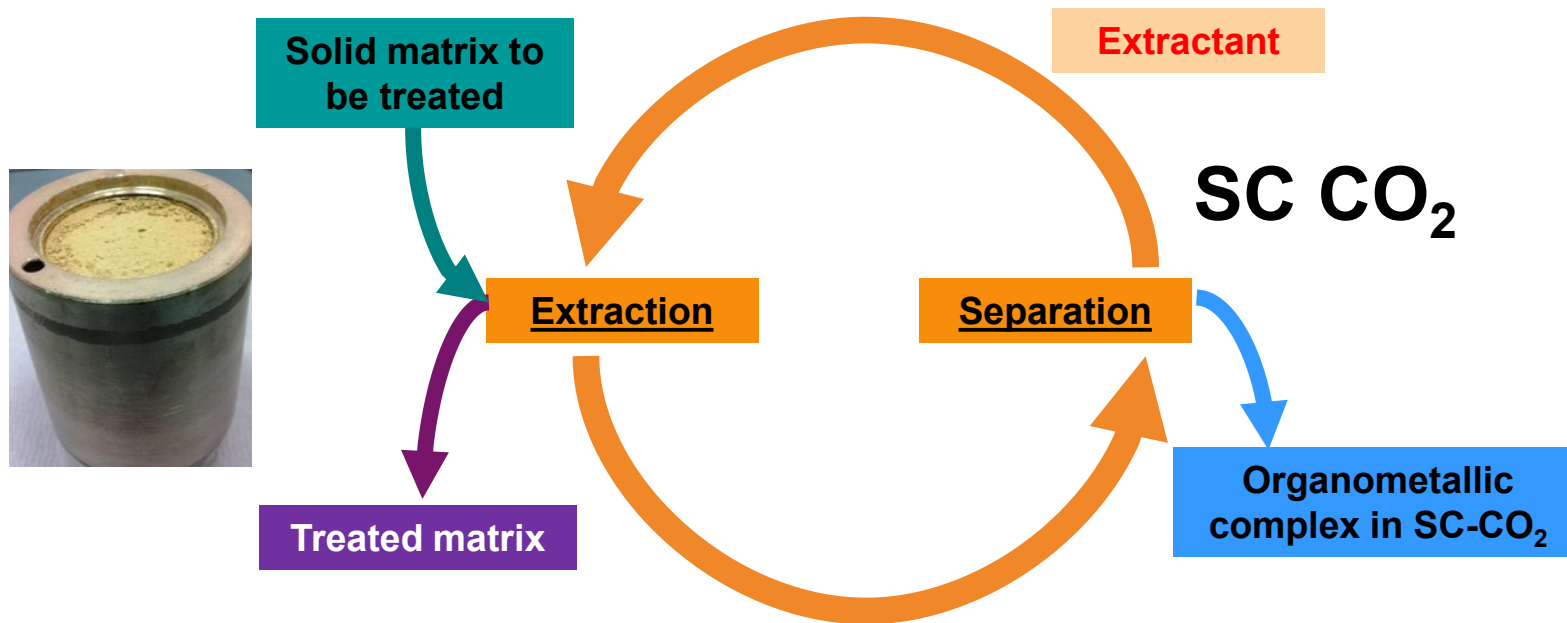 Solid matrix to
be treated
Extractant
SC CO₂
Extraction
Separation
Treated matrix
Organometallic
complex in SC-CO₂